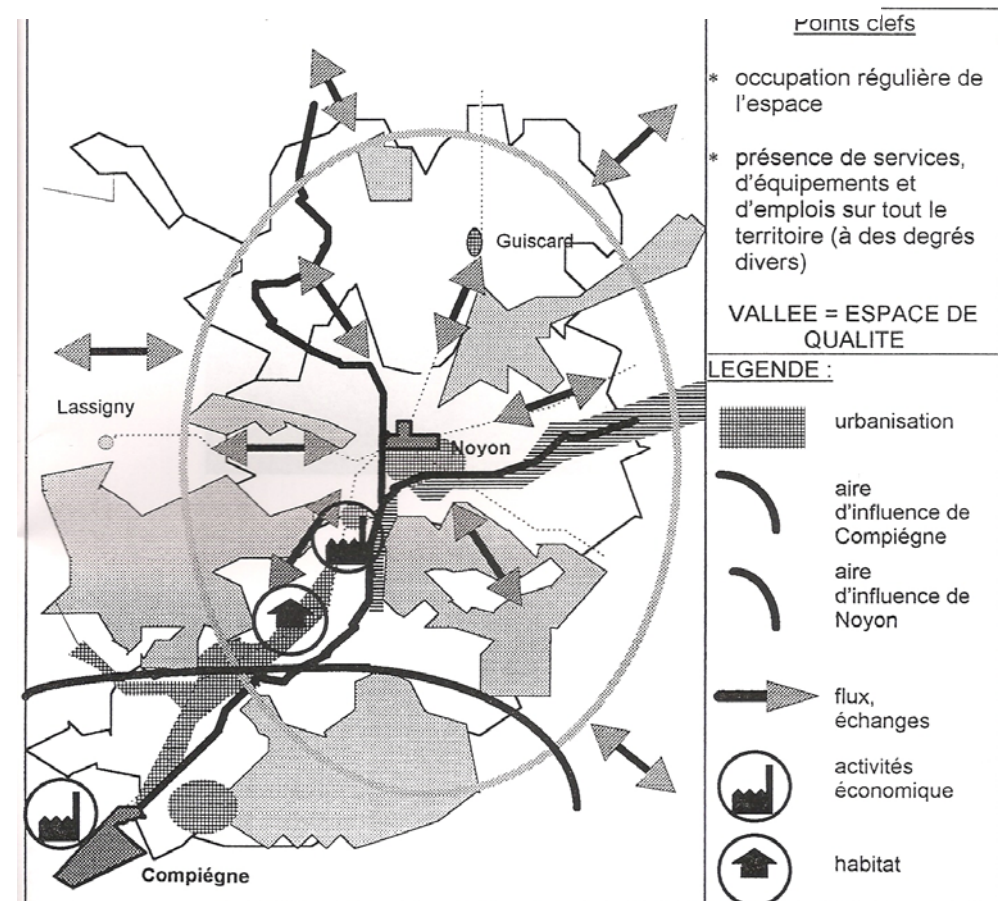 Points clefs
* occupation régulière de
l'espace
* présence de services,
d'équipements et
d'emplois sur tout le
territoire (à des degrés
divers)
VALLEE = ESPACE DE
QUALITE
LEGENDE :
urbanisation
aire
d'influence de
Compiégne
aire
d'influence de
Noyon
flux,
échanges
activités
économique
habitat
Guiscard
Lassigny
Noyon
Compiégne